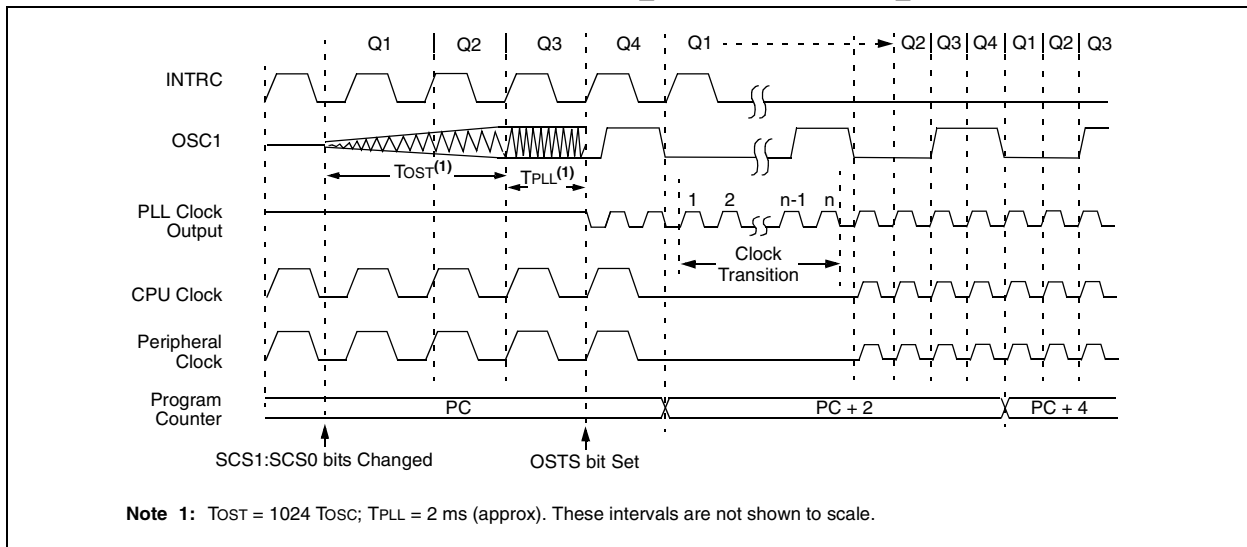 Q1 Q2 Q3 Q4 Q1 Q2 Q3 Q4 Q1 Q2 Q3
INTRC
OSC1
TOST(1) TPLL(1)
1 2 n-1 n
PLL Clock
Output
Clock
Transition
CPU Clock
Peripheral
Clock
Program
Counter
PC PC + 2 PC + 4
SCS1:SCS0 bits Changed OSTS bit Set
Note 1: TOST = 1024 TOSC; TPLL = 2 ms (approx). These intervals are not shown to scale.